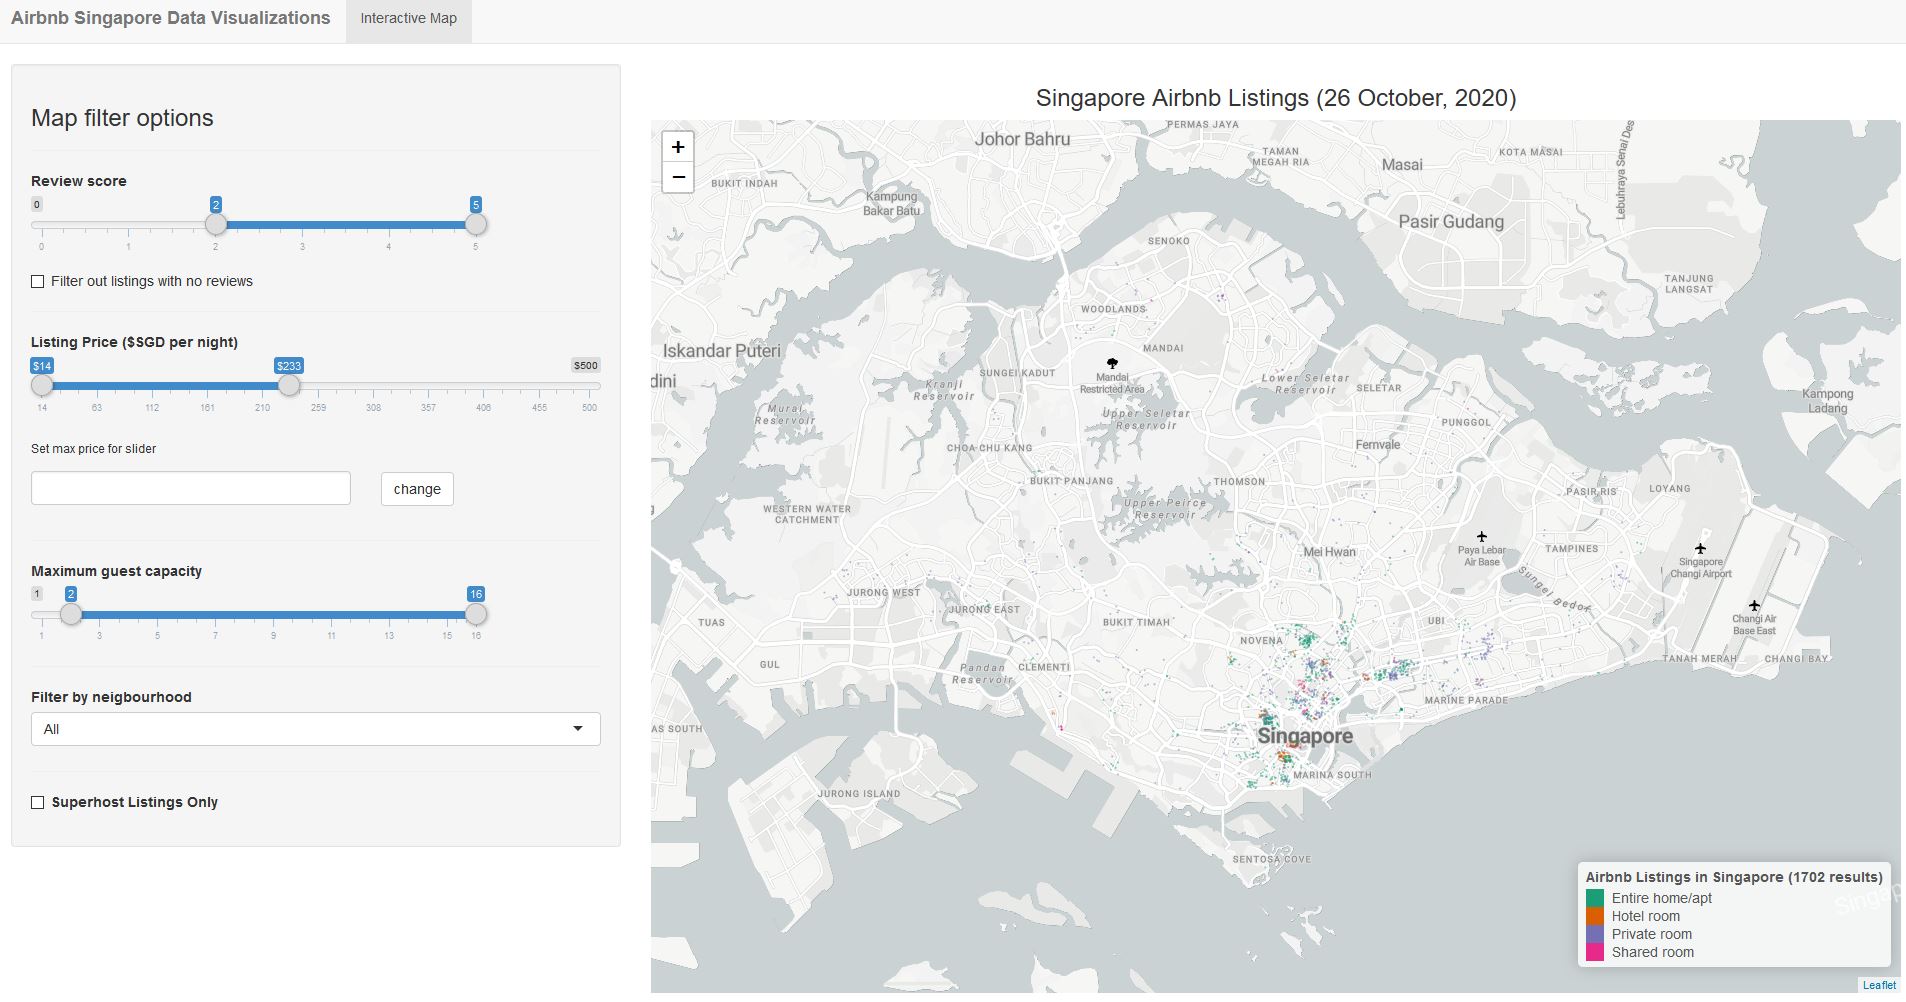 Airbnb Singapore Data Visualizations
Interactive Map
Map filter options
Review score
0
2
5
0 1 2 3 4 5
Filter out listings with no reviews
Listing Price ($SGD per night)
$14
$233
$500
14 63 112 161 210 259 308 357 406 455 500
Set max price for slider
change
Maximum guest capacity
1
2
16
1 3 5 7 9 11 13 15 16
Filter by neigbourhood
All
Superhost Listings Only
Singapore Airbnb Listings (26 October, 2020)
+
−
Johor Bahru
PERMAS JAYA
TAMAN
MEGAH RIA
Masai
KOTA MASAI
Lebuhraya Senai Des
BUKIT INDAH
Kampung
Bakar Batu
Pasir Gudang
SENOKO
TANJUNG
LANGSAT
WOODLANDS
Iskandar Puteri
MANDAI
dini
SUNGEI KADUT
Mandai
Restricted Area
Kranji
Reservoir
Lower Seletar
Reservoir
SELETAR
Kampong
Ladang
Murai
Reservoir
Upper Seletar
Reservoir
PUNGGOL
CHOA CHU KANG
Fernvale
BUKIT PANJANG
THOMSON
PASIR RIS
LOYANG
WESTERN WATER
CATCHMENT
Upper Peirce
Reservoir
Mei Hwan
Paya Lebar
Air Base
TAMPINES
Singapore
Changi Airport
Sungei Bedok
JURONG WEST
JURONG EAST
TUAS
BUKIT TIMAH
UBI
Changi Air
Base East
NOVENA
GUL
Pandan
Reservoir
CLEMENTI
TANAH MERAH
CHANGI BAY
MARINE PARADE
AS SOUTH
Singapore
MARINA SOUTH
JURONG ISLAND
SENTOSA COVE
Airbnb Listings in Singapore (1702 results)
Entire home/apt
Hotel room
Private room
Shared room
Singap
Leaflet